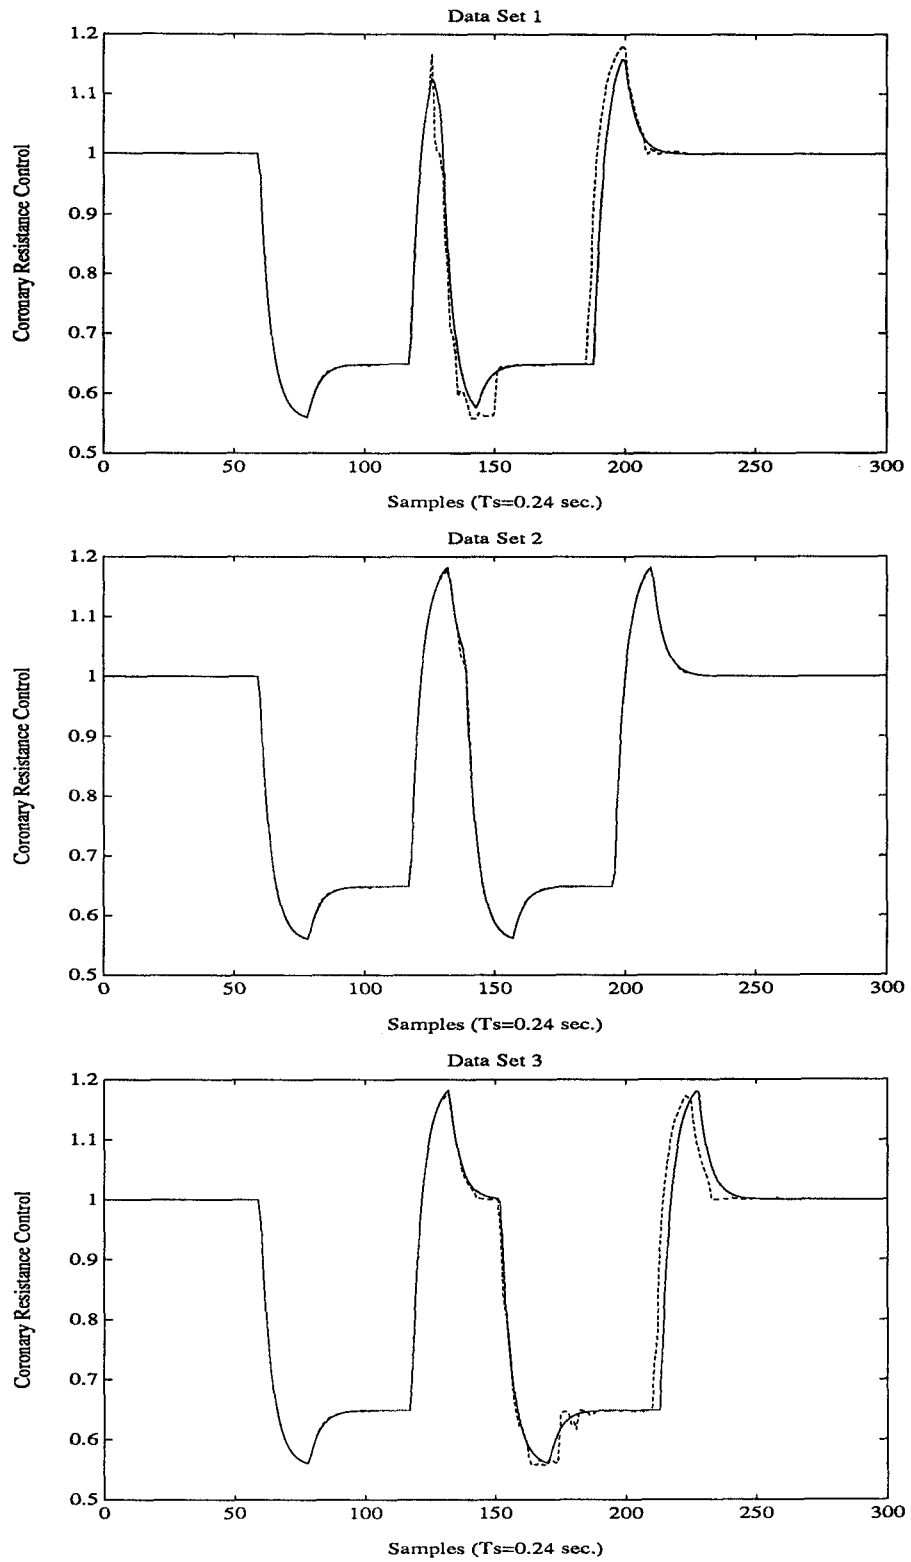 Data Set 1
1.2
1.1
1
0.9
0.8
0.7
0.6
0.5
Coronary Resistance Control
0 50 100 150 200 250 300
Samples (Ts=0.24 sec.)
Data Set 2
1.2
1.1
1
0.9
0.8
0.7
0.6
0.5
Coronary Resistance Control
0 50 100 150 200 250 300
Samples (Ts=0.24 sec.)
Data Set 3
1.2
1.1
1
0.9
0.8
0.7
0.6
0.5
Coronary Resistance Control
0 50 100 150 200 250 300
Samples (Ts=0.24 sec.)